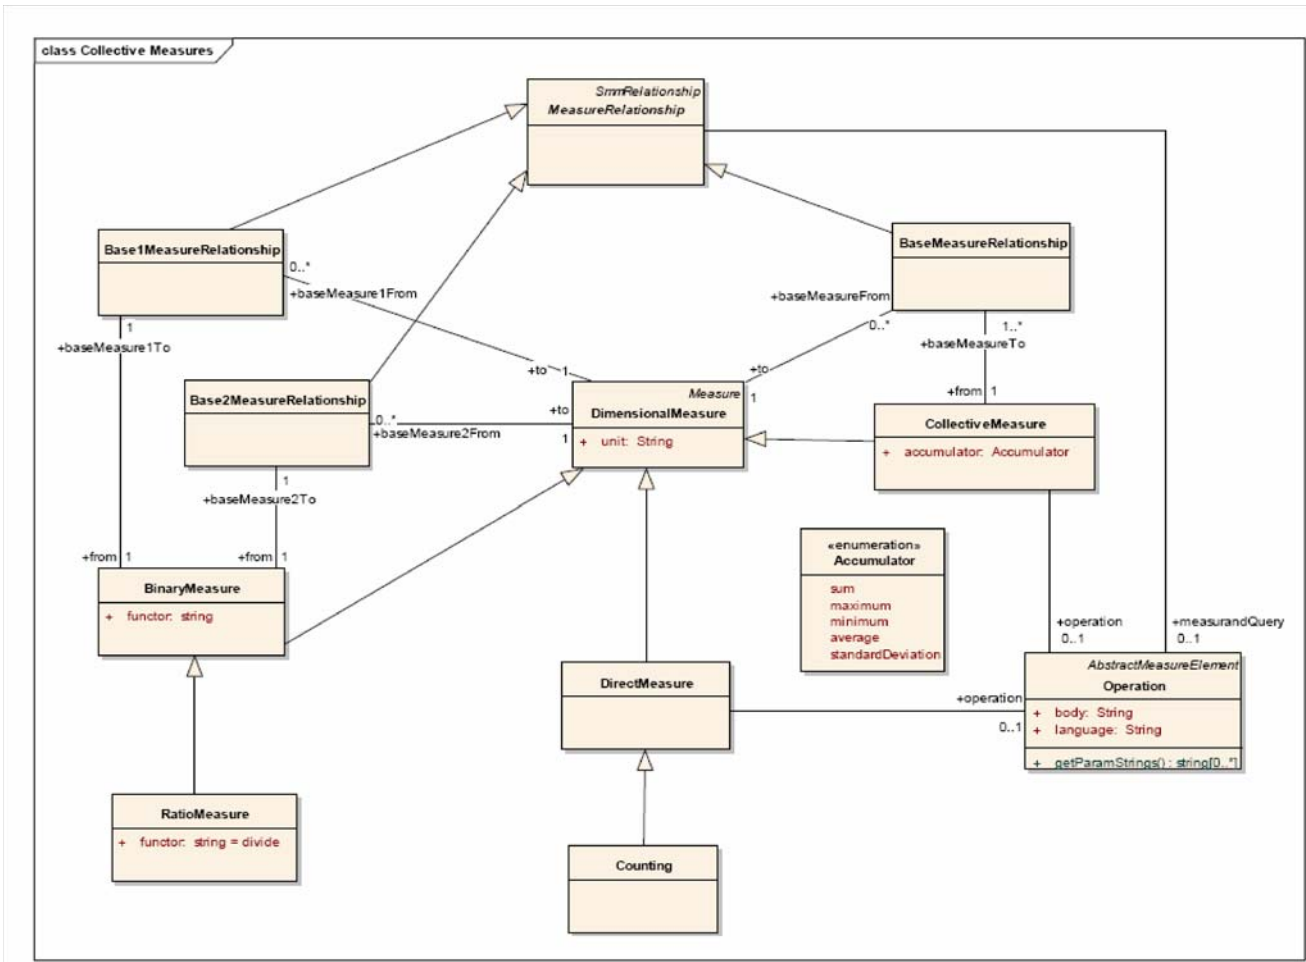 class Collective Measures
SmmRelationship
MeasureRelationship
Base1MeasureRelationship
BaseMeasureRelationship
0..*
+baseMeasure1From
+baseMeasureFrom
0..*
1
+baseMeasure1To
1..*
+baseMeasureTo
+to 1
+to
1
Base2MeasureRelationship
0..*
+baseMeasure2From
+to
1
Measure
DimensionalMeasure
+ unit: String
+from 1
CollectiveMeasure
+ accumulator: Accumulator
1
+baseMeasure2To
+from 1
+from 1
BinaryMeasure
+ functor: string
«enumeration»
Accumulator
sum
maximum
minimum
average
standardDeviation
+operation
0..1
+measurandQuery
0..1
DirectMeasure
+operation
0..1
AbstractMeasureElement
Operation
+ body: String
+ language: String
+ getParamStrings() : string[0..*]
RatioMeasure
+ functor: string = divide
Counting